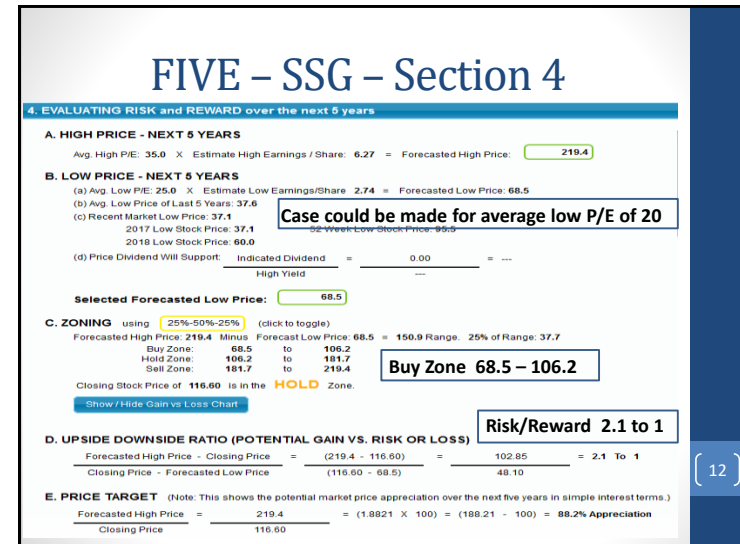 FIVE – SSG – Section 4
4. EVALUATING RISK and REWARD over the next 5 years
A. HIGH PRICE - NEXT 5 YEARS
Avg. High P/E: 35.0 X Estimate High Earnings / Share: 6.27 = Forecasted High Price: 219.4
B. LOW PRICE - NEXT 5 YEARS
(a) Avg. Low P/E: 25.0 X Estimate Low Earnings/Share 2.74 = Forecasted Low Price: 68.5
(b) Avg. Low Price of Last 5 Years: 37.6
(c) Recent Market Low Price: 37.1
Case could be made for average low P/E of 20
2017 Low Stock Price: 37.1 52 Week Low Stock Price: 95.5
2018 Low Stock Price: 60.0
(d) Price Dividend Will Support: Indicated Dividend = 0.00 = ---
High Yield ---
Selected Forecasted Low Price: 68.5
C. ZONING using 25%-50%-25% (click to toggle)
Forecasted High Price: 219.4 Minus Forecast Low Price: 68.5 = 150.9 Range. 25% of Range: 37.7
Buy Zone: 68.5 to 106.2
Hold Zone: 106.2 to 181.7
Sell Zone: 181.7 to 219.4
Buy Zone 68.5 – 106.2
Closing Stock Price of 116.60 is in the HOLD Zone.
Show / Hide Gain vs Loss Chart
Risk/Reward 2.1 to 1
D. UPSIDE DOWNSIDE RATIO (POTENTIAL GAIN VS. RISK OR LOSS)
Forecasted High Price - Closing Price = (219.4 - 116.60) = 102.85 = 2.1 To 1
Closing Price - Forecasted Low Price (116.60 - 68.5) 48.10
12
E. PRICE TARGET (Note: This shows the potential market price appreciation over the next five years in simple interest terms.)
Forecasted High Price = 219.4 = (1.8821 X 100) = (188.21 - 100) = 88.2% Appreciation
Closing Price 116.60